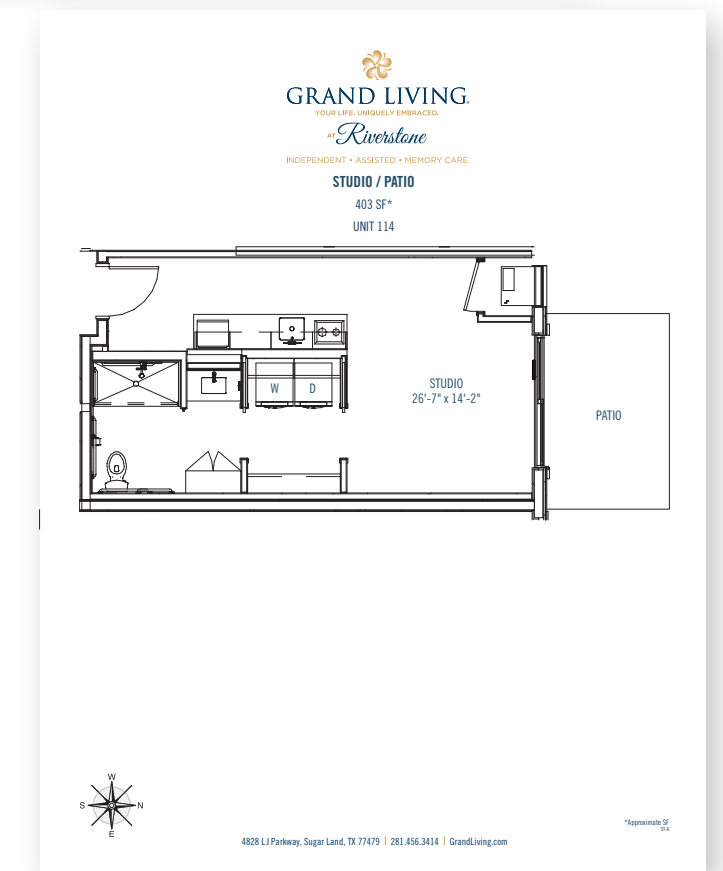 GRAND LIVING®
YOUR LIFE. UNIQUELY EMBRACED.
AT Riverstone
INDEPENDENT • ASSISTED • MEMORY CARE
STUDIO / PATIO
403 SF*
UNIT 114
W D
STUDIO
26'-7" x 14'-2"
PATIO
W
S N
E
*Approximate SF
ST-A
4828 LJ Parkway, Sugar Land, TX 77479 | 281.456.3414 | GrandLiving.com